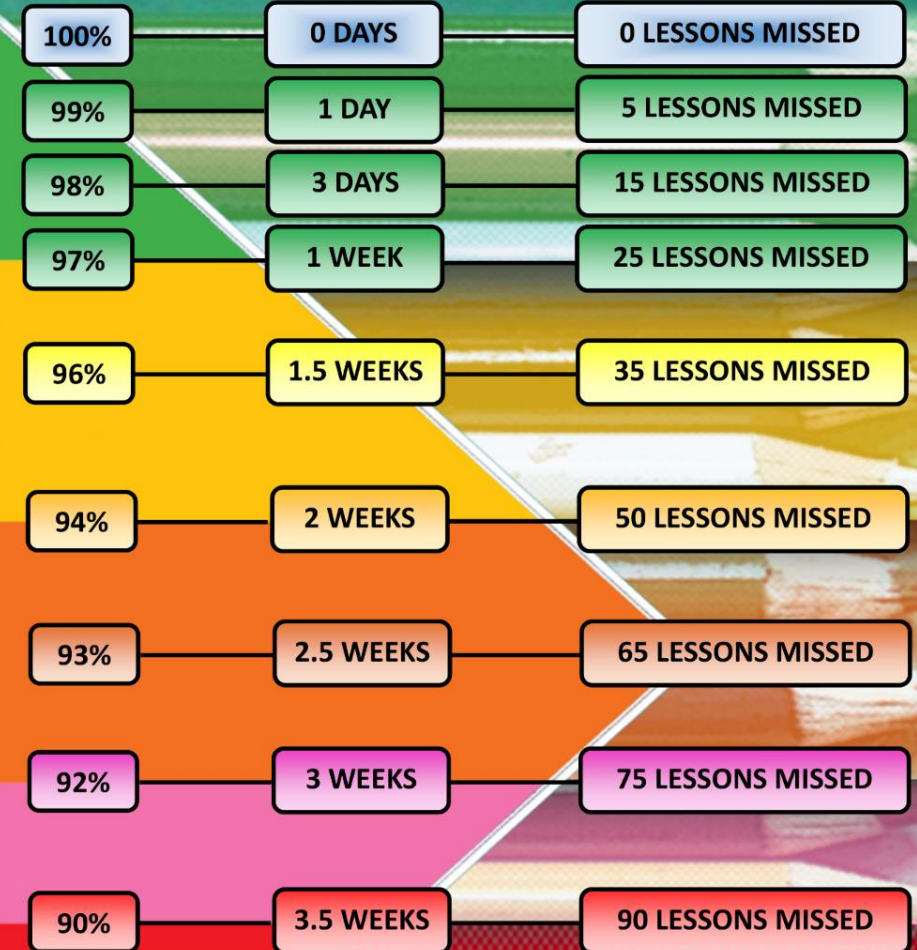 100% 0 DAYS 0 LESSONS MISSED
99% 1 DAY 5 LESSONS MISSED
98% 3 DAYS 15 LESSONS MISSED
97% 1 WEEK 25 LESSONS MISSED
96% 1.5 WEEKS 35 LESSONS MISSED
94% 2 WEEKS 50 LESSONS MISSED
93% 2.5 WEEKS 65 LESSONS MISSED
92% 3 WEEKS 75 LESSONS MISSED
90% 3.5 WEEKS 90 LESSONS MISSED